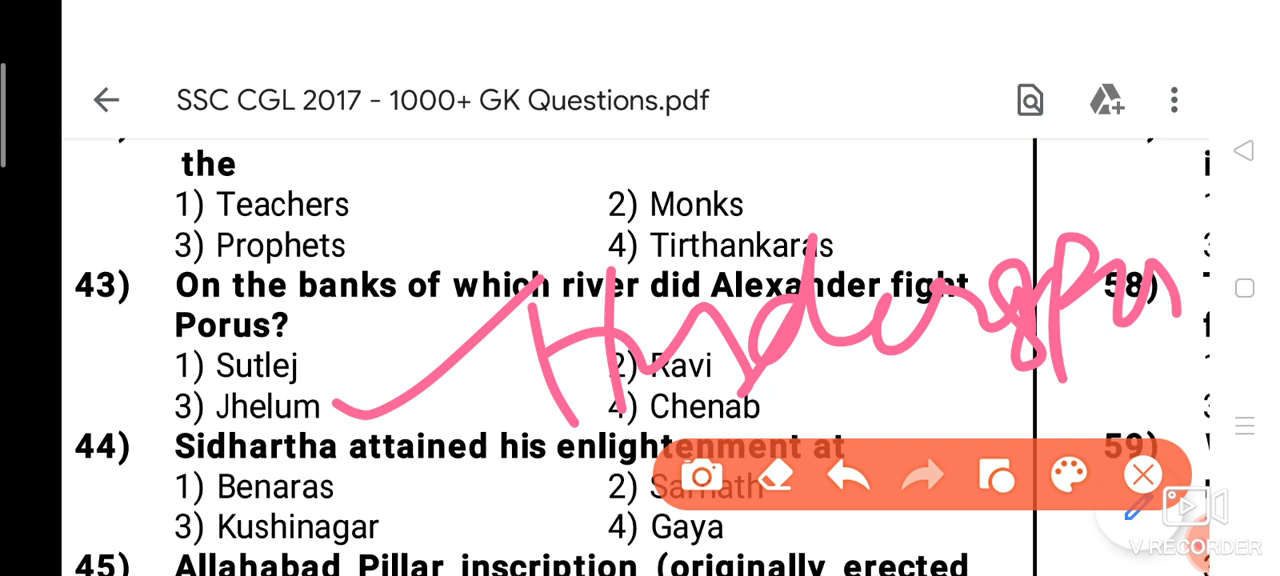 SSC CGL 2017 - 1000+ GK Questions.pdf
the
1) Teachers 2) Monks
3) Prophets 4) Tirthankaras
43) On the banks of which river did Alexander fight
Porus?
1) Sutlej 2) Ravi
3) Jhelum 4) Chenab
44) Sidhartha attained his enlightenment at
1) Benaras 2) Sarnath
3) Kushinagar 4) Gaya
45) Allahabad Pillar inscription (originally erected
58)
59)
V RECORDER